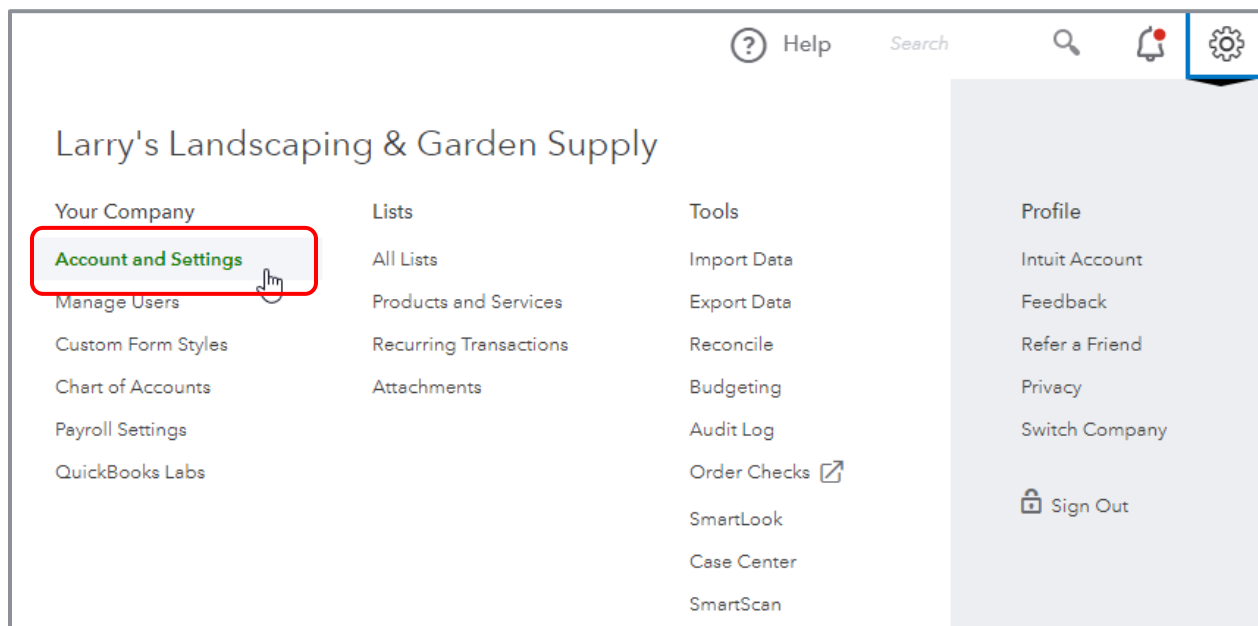 ? Help Search
Larry's Landscaping & Garden Supply
Your Company
Account and Settings
Manage Users
Custom Form Styles
Chart of Accounts
Payroll Settings
QuickBooks Labs
Lists
All Lists
Products and Services
Recurring Transactions
Attachments
Tools
Import Data
Export Data
Reconcile
Budgeting
Audit Log
Order Checks
SmartLook
Case Center
SmartScan
Profile
Intuit Account
Feedback
Refer a Friend
Privacy
Switch Company
Sign Out